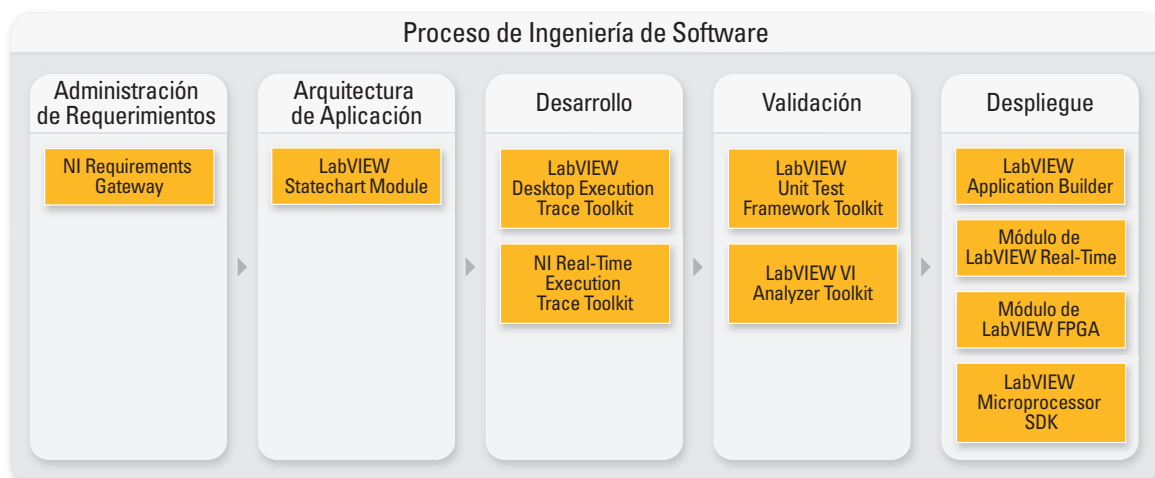 Proceso de Ingeniería de Software
Administración
de Requerimientos
NI Requirements
Gateway
Arquitectura
de Aplicación
LabVIEW
Statechart Module
Desarrollo
LabVIEW
Desktop Execution
Trace Toolkit
NI Real-Time
Execution
Trace Toolkit
Validación
LabVIEW
Unit Test
Framework Toolkit
LabVIEW VI
Analyzer Toolkit
Despliegue
LabVIEW
Application Builder
Módulo de
LabVIEW Real-Time
Módulo de
LabVIEW FPGA
LabVIEW
Microprocessor
SDK